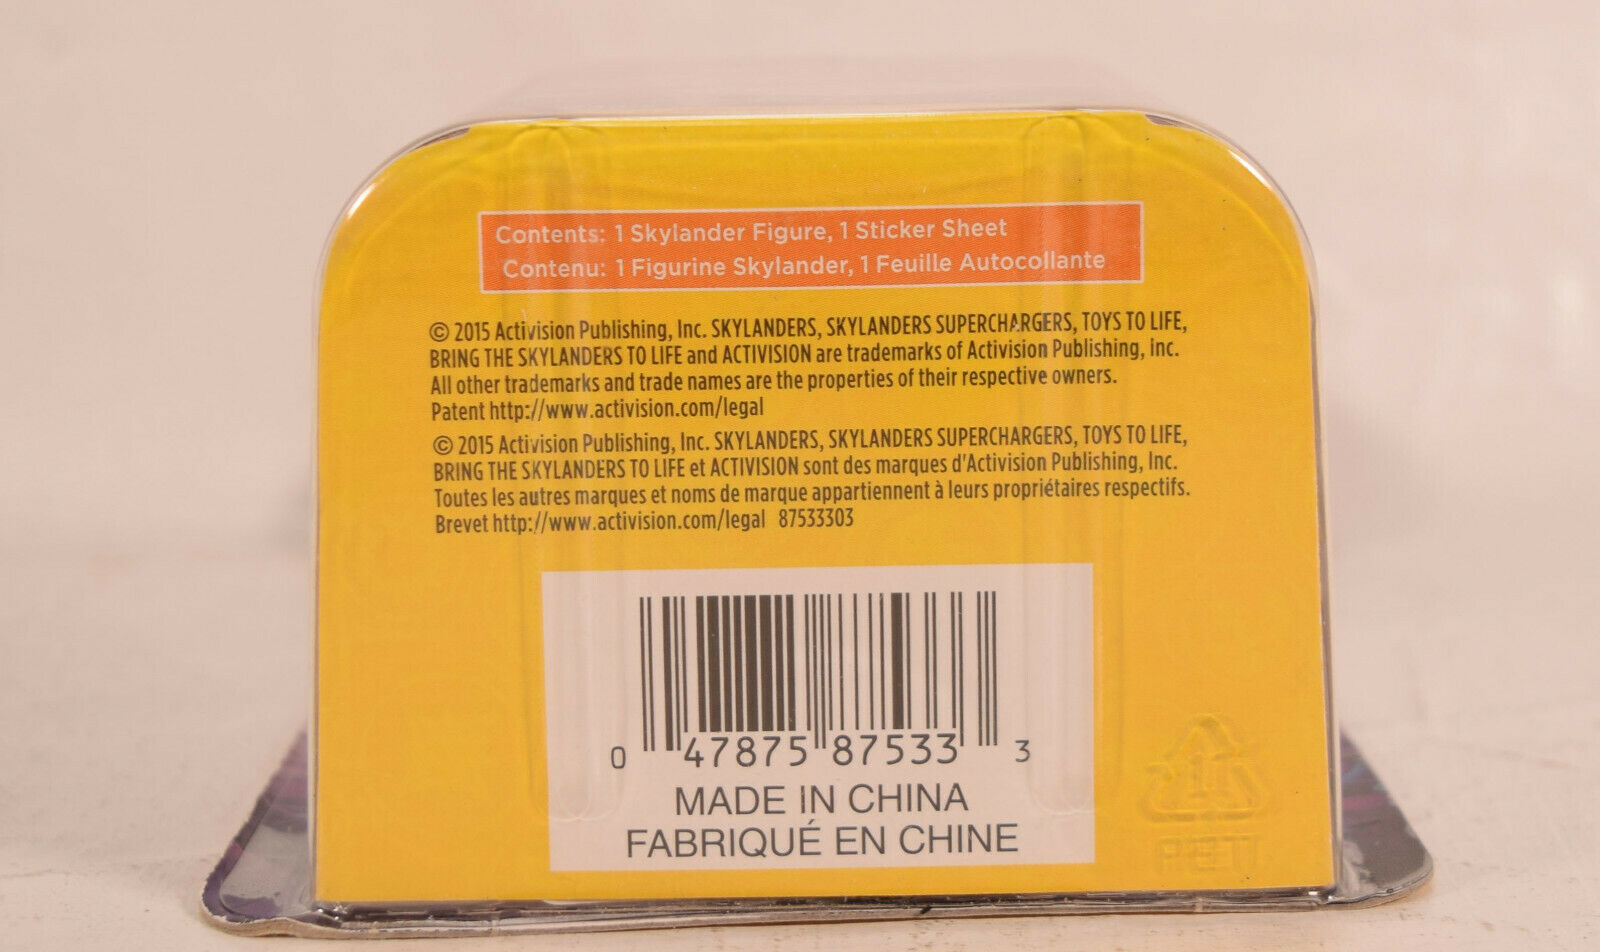 Contents: 1 Skylander Figure, 1 Sticker Sheet
Contenu: 1 Figurine Skylander, 1 Feuille Autocollante
© 2015 Activision Publishing, Inc. SKYLANDERS, SKYLANDERS SUPERCHARGERS, TOYS TO LIFE,
BRING THE SKYLANDERS TO LIFE and ACTIVISION are trademarks of Activision Publishing, Inc.
All other trademarks and trade names are the properties of their respective owners.
Patent http://www.activision.com/legal
© 2015 Activision Publishing, Inc. SKYLANDERS, SKYLANDERS SUPERCHARGERS, TOYS TO LIFE,
BRING THE SKYLANDERS TO LIFE et ACTIVISION sont des marques d'Activision Publishing, Inc.
Toutes les autres marques et noms de marque appartiennent à leurs propriétaires respectifs.
Brevet http://www.activision.com/legal 87533303
0 47875 87533 3
MADE IN CHINA
FABRIQUÉ EN CHINE